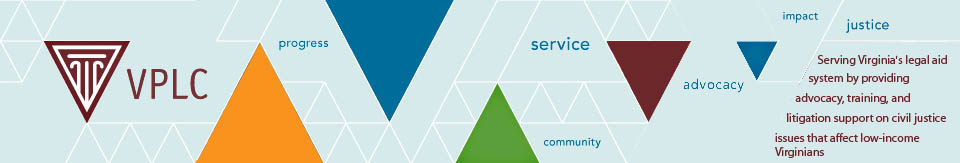 VPLC
progress
service
community
advocacy
impact
justice
Serving Virginia's legal aid
system by providing
advocacy, training, and
litigation support on civil justice
issues that affect low-income
Virginians